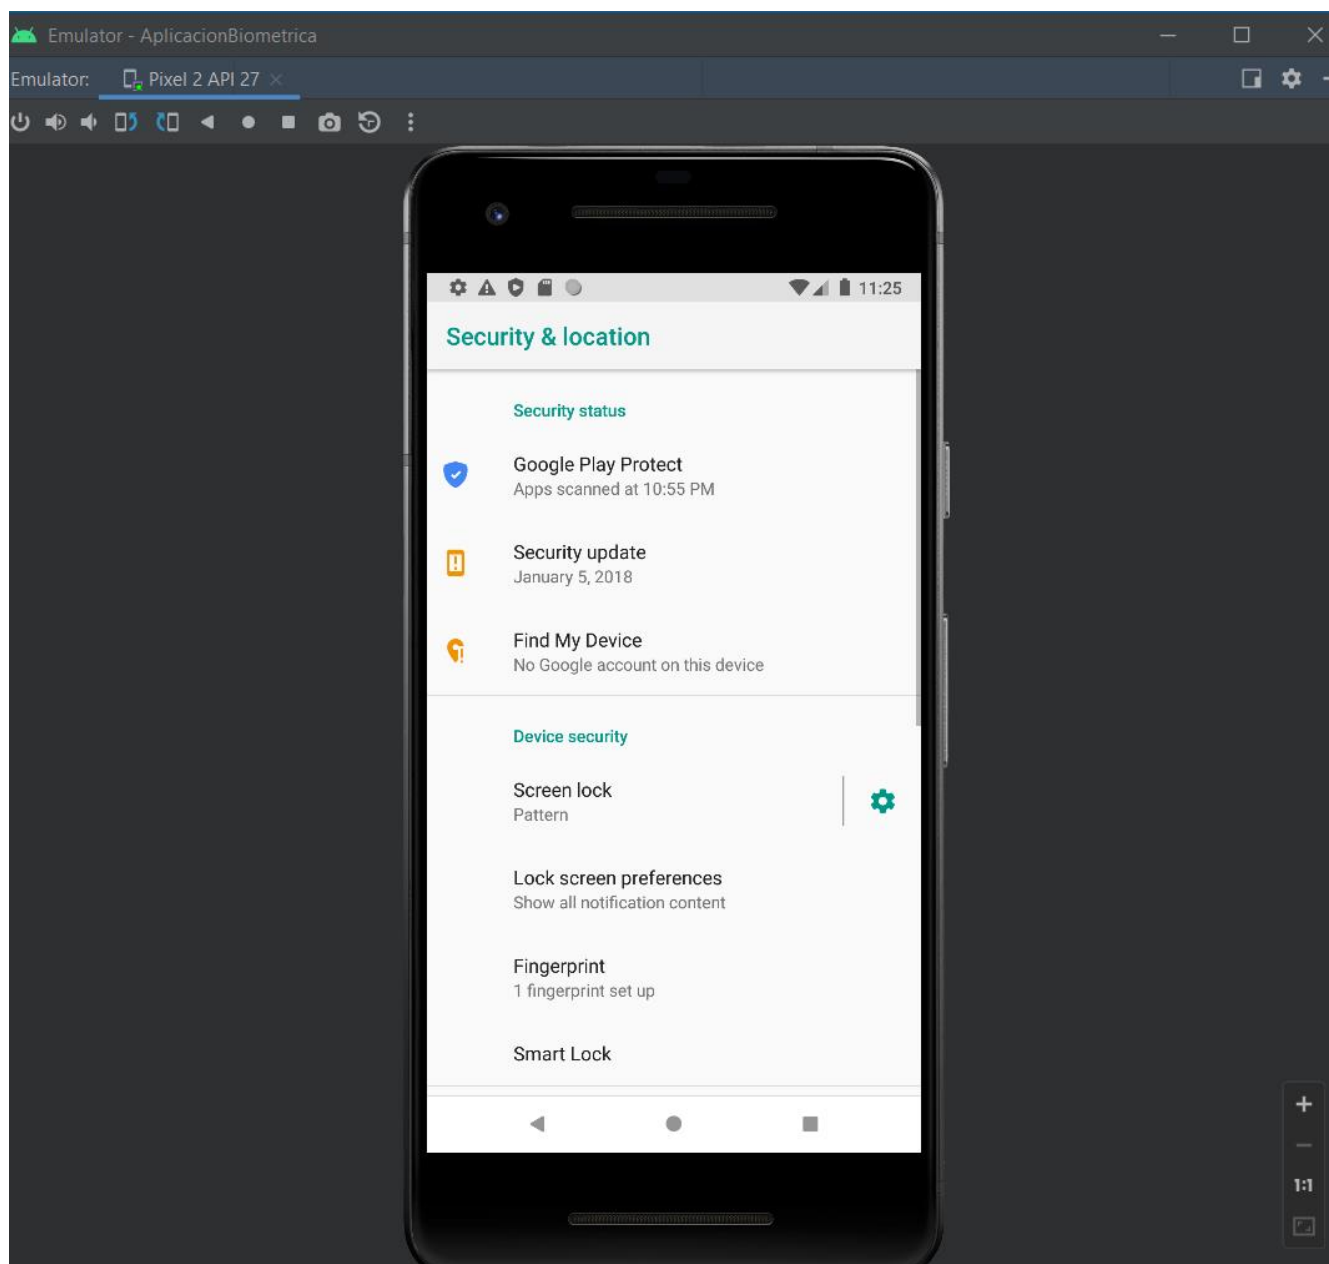 Emulator - AplicacionBiometrica
Emulator: Pixel 2 API 27
11:25
Security & location
Security status
Google Play Protect
Apps scanned at 10:55 PM
Security update
January 5, 2018
Find My Device
No Google account on this device
Device security
Screen lock
Pattern
Lock screen preferences
Show all notification content
Fingerprint
1 fingerprint set up
Smart Lock
1:1